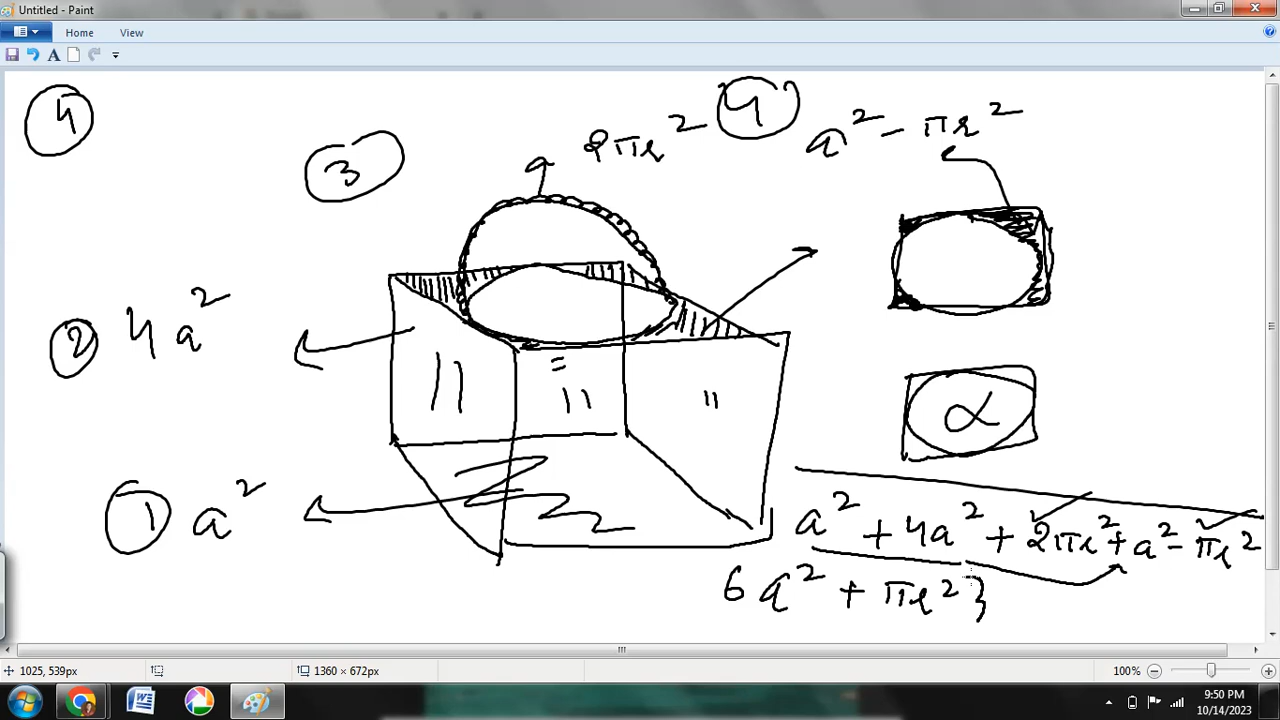 Untitled - Paint
Home View
A
④
③
2πr²
④ a² - πr²
② 4a²
① a²
α
a² + 4a² + 2πr² + a² - πr²
6a² + πr² }
1025, 539px
1360 × 672px
100%
9:50 PM
10/14/2023